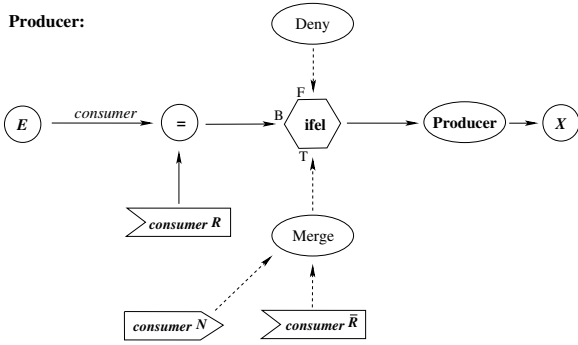 Producer:
Deny
F
E
consumer
=
B
ifel
Producer
X
T
consumer R
Merge
consumer N
consumer R̄